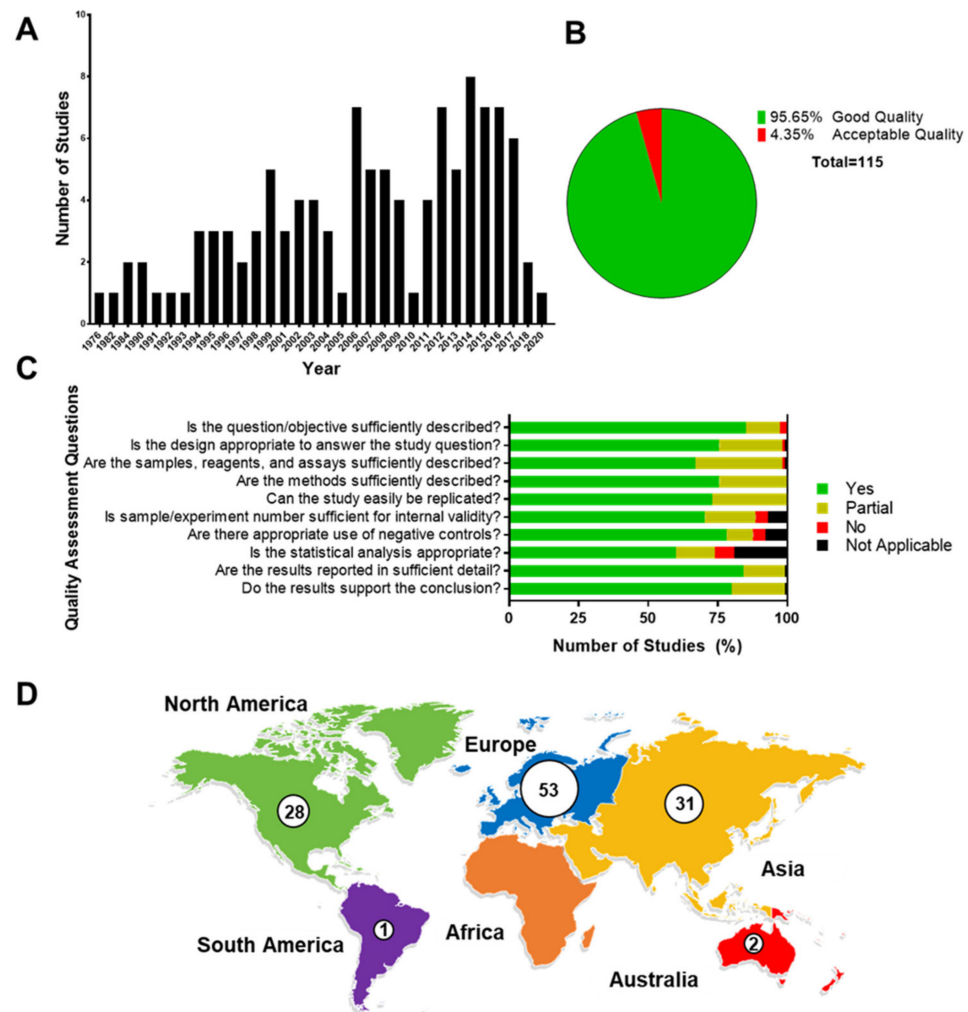 A
Number of Studies
10
8
6
4
2
0
1976 1982 1984 1990 1991 1992 1993 1994 1995 1996 1997 1998 1999 2001 2002 2003 2004 2005 2006 2007 2008 2009 2010 2011 2012 2013 2014 2015 2016 2017 2018 2020
Year
B
95.65% Good Quality
4.35% Acceptable Quality
Total=115
C
Quality Assessment Questions
Is the question/objective sufficiently described?
Is the design appropriate to answer the study question?
Are the samples, reagents, and assays sufficiently described?
Are the methods sufficiently described?
Can the study easily be replicated?
Is sample/experiment number sufficient for internal validity?
Are there appropriate use of negative controls?
Is the statistical analysis appropriate?
Are the results reported in sufficient detail?
Do the results support the conclusion?
0 25 50 75 100
Number of Studies (%)
Yes
Partial
No
Not Applicable
D
North America
Europe
53
28
31
Asia
1
Africa
South America
2
Australia